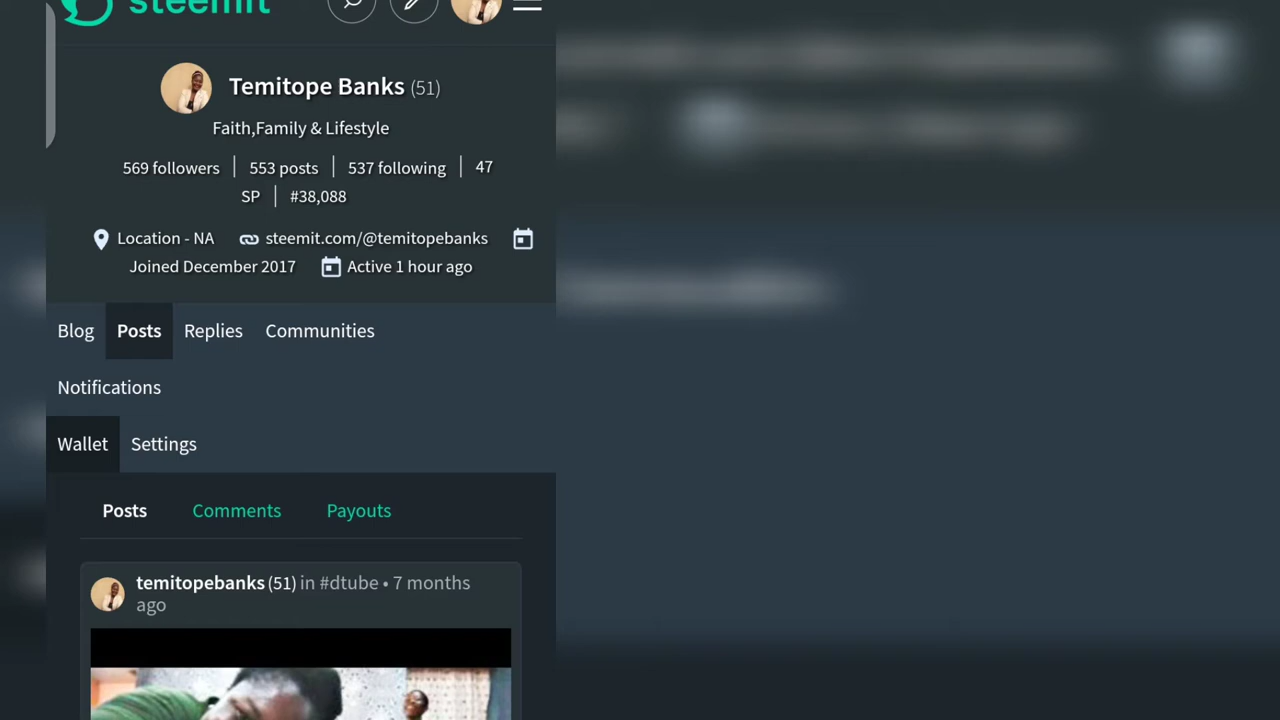 steemit
Temitope Banks (51)
Faith,Family & Lifestyle
569 followers | 553 posts | 537 following | 47
SP | #38,088
Location - NA steemit.com/@temitopebanks
Joined December 2017 Active 1 hour ago
Blog Posts Replies Communities
Notifications
Wallet Settings
Posts Comments Payouts
temitopebanks (51) in #dtube • 7 months
ago